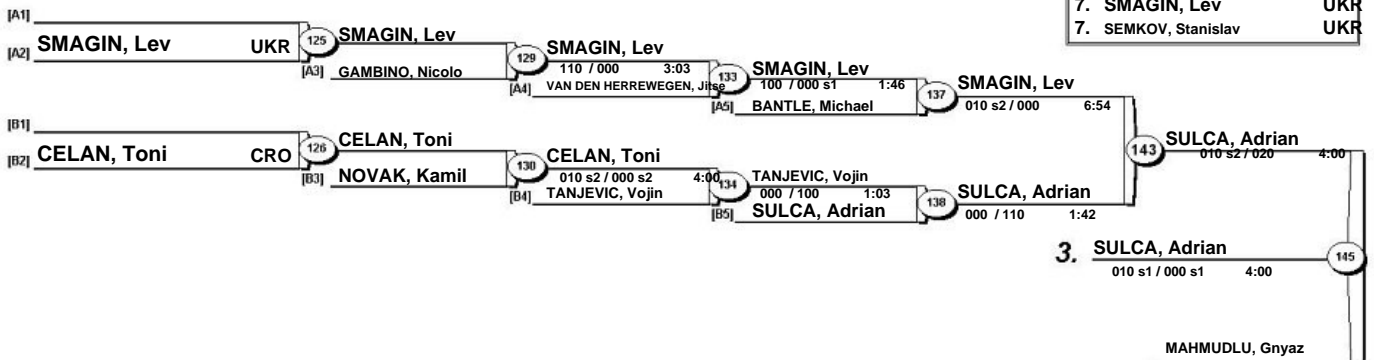 7. SMAGIN, Lev UKR
7. SEMKOV, Stanislav UKR
[A1]
[A2] SMAGIN, Lev UKR 125 SMAGIN, Lev
[A3] GAMBINO, Nicolo 129 SMAGIN, Lev
110 / 000 3:03
[A4] VAN DEN HERREWEGEN, Jitse 133 SMAGIN, Lev
100 / 000 s1 1:46
[A5] BANTLE, Michael 137 SMAGIN, Lev
010 s2 / 000 6:54
[B1]
[B2] CELAN, Toni CRO 126 CELAN, Toni
[B3] NOVAK, Kamil 130 CELAN, Toni
010 s2 / 000 s2 4:00
[B4] TANJEVIC, Vojin 134 TANJEVIC, Vojin
000 / 100 1:03
[B5] SULCA, Adrian 138 SULCA, Adrian
000 / 110 1:42
143 SULCA, Adrian
010 s2 / 020 4:00
3. SULCA, Adrian 145
010 s1 / 000 s1 4:00
MAHMUDLU, Gnyaz